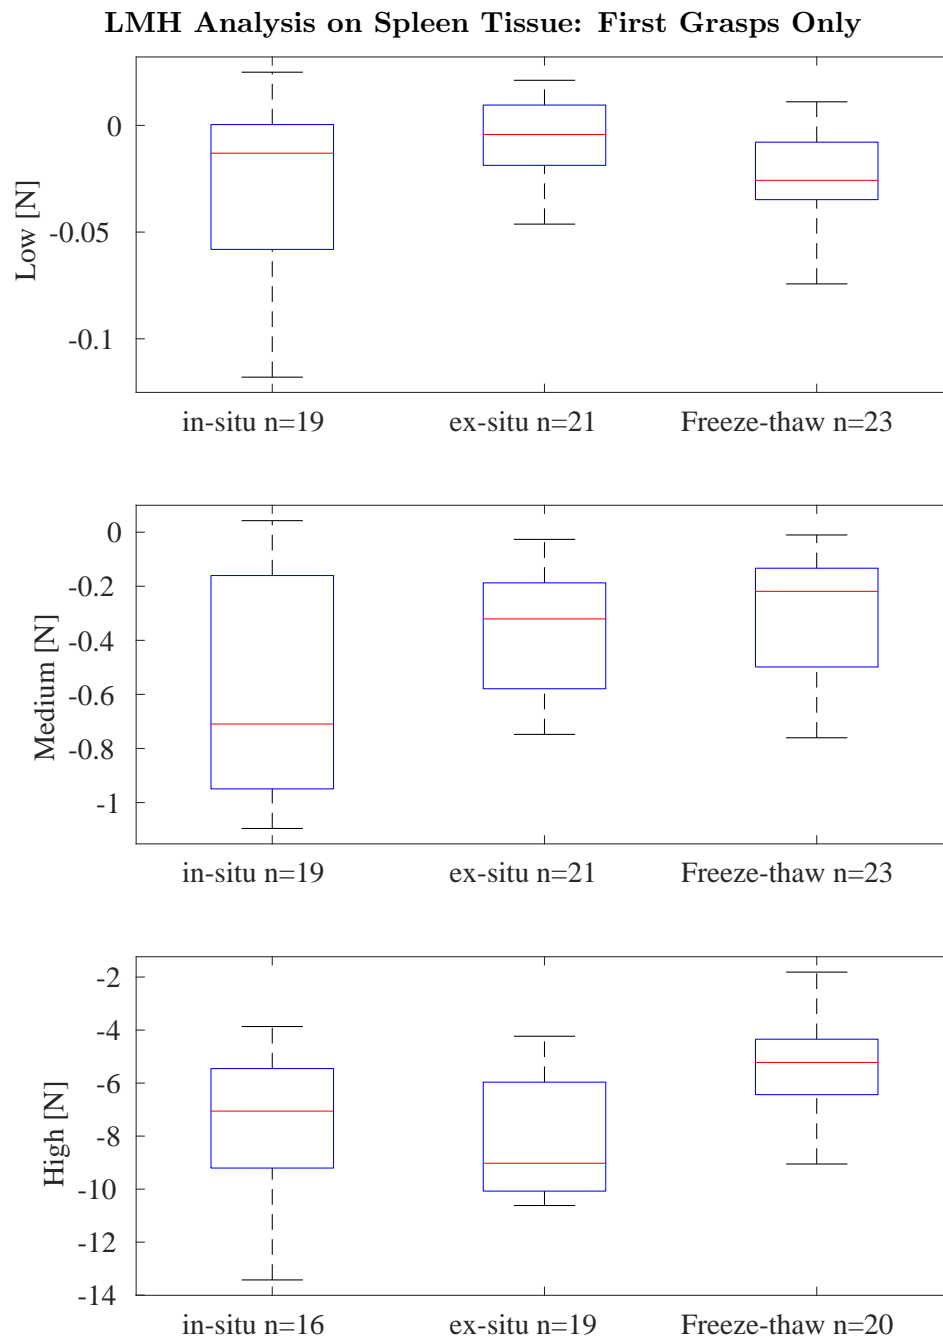 LMH Analysis on Spleen Tissue: First Grasps Only
Low [N]
0
-0.05
-0.1
in-situ n=19 ex-situ n=21 Freeze-thaw n=23
Medium [N]
0
-0.2
-0.4
-0.6
-0.8
-1
in-situ n=19 ex-situ n=21 Freeze-thaw n=23
High [N]
-2
-4
-6
-8
-10
-12
-14
in-situ n=16 ex-situ n=19 Freeze-thaw n=20